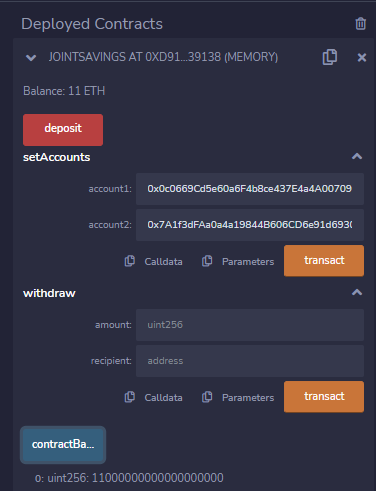 Deployed Contracts
JOINTSAVINGS AT 0XD91...39138 (MEMORY)
Balance: 11 ETH
deposit
setAccounts
account1: 0x0c0669Cd5e60a6F4b8ce437E4a4A00709
account2: 0x7A1f3dFAa0a4a19844B606CD6e91d693(
Calldata Parameters transact
withdraw
amount: uint256
recipient: address
Calldata Parameters transact
contractBa...
0: uint256: 11000000000000000000